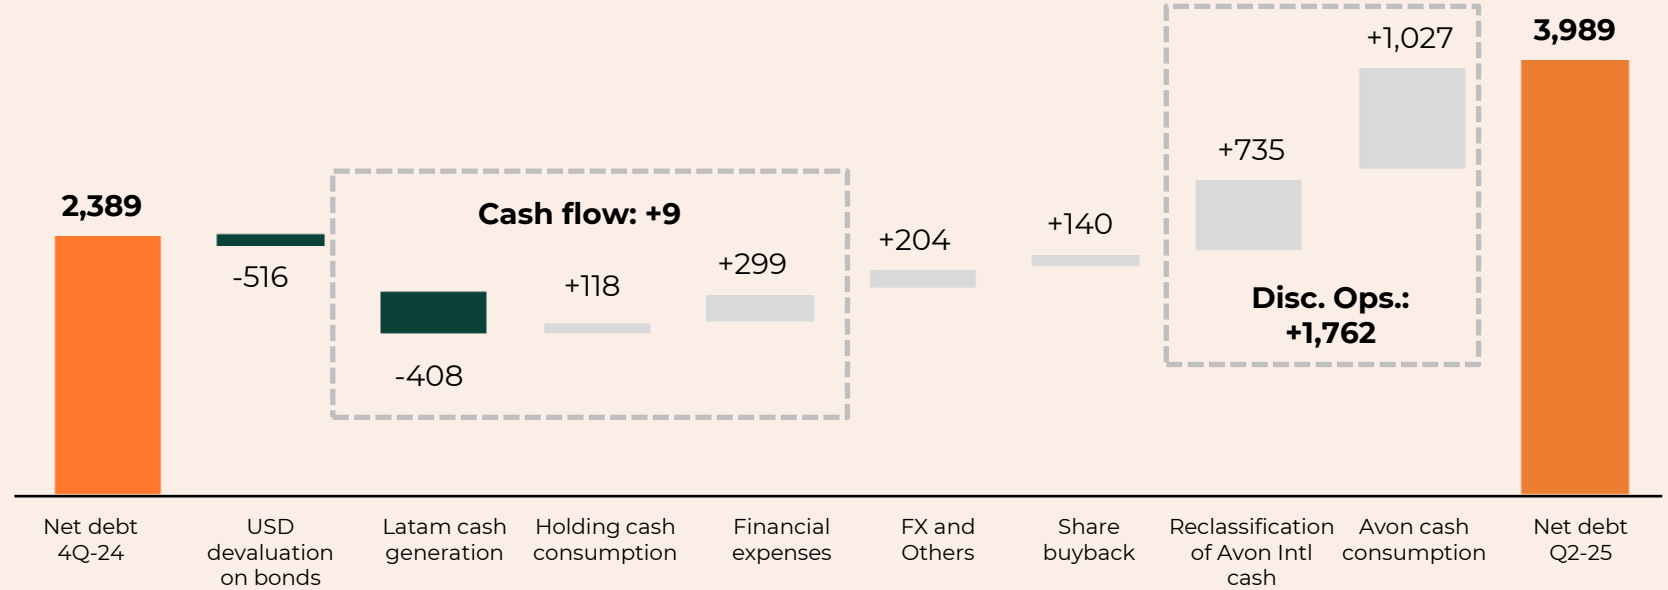 2,389
-516
Cash flow: +9
-408
+118
+299
+204
+140
+735
+1,027
Disc. Ops.:
+1,762
3,989
Net debt
4Q-24
USD
devaluation
on bonds
Latam cash
generation
Holding cash
consumption
Financial
expenses
FX and
Others
Share
buyback
Reclassification
of Avon Intl
cash
Avon cash
consumption
Net debt
Q2-25